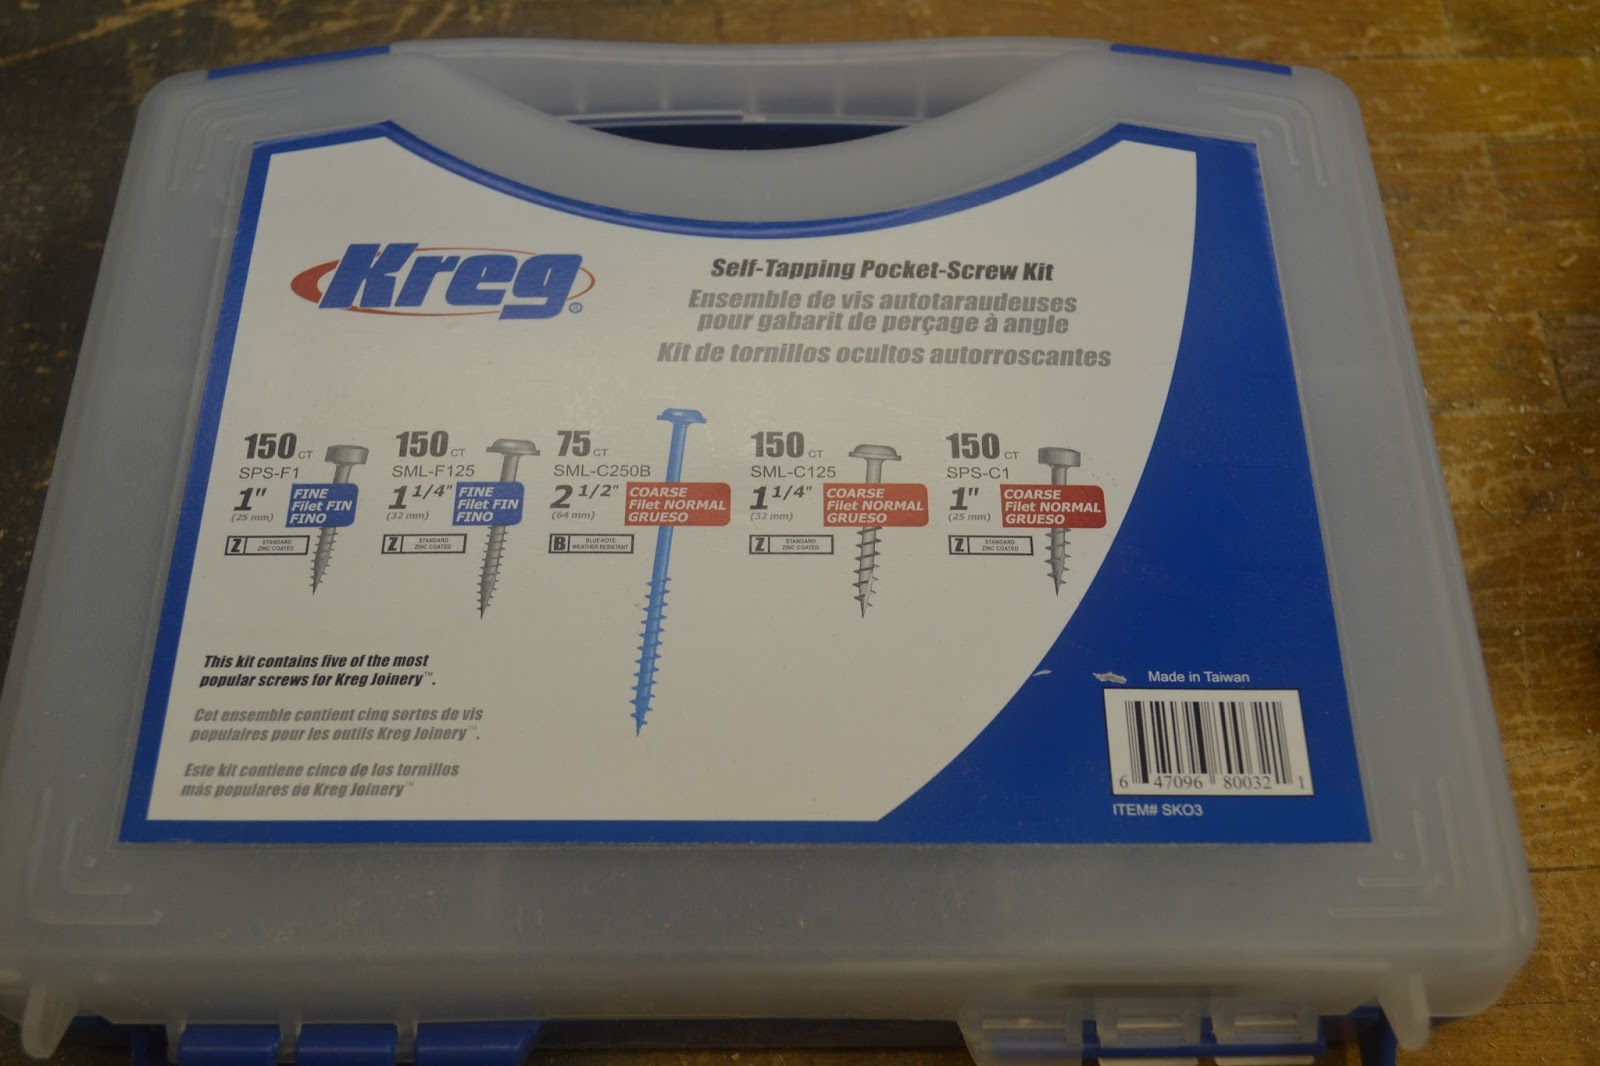 Kreg®
Self-Tapping Pocket-Screw Kit
Ensemble de vis autotaraudeuses
pour gabarit de perçage à angle
Kit de tornillos ocultos autorroscantes
150 CT
SPS-F1
1"
(25 mm)
FINE
Filet FIN
FINO
Z STANDARD
ZINC COATED
150 CT
SML-F125
1 1/4"
(32 mm)
FINE
Filet FIN
FINO
Z STANDARD
ZINC COATED
75 CT
SML-C250B
2 1/2"
(64 mm)
COARSE
Filet NORMAL
GRUESO
B BLUE-KOTE
WEATHER RESISTANT
150 CT
SML-C125
1 1/4"
(32 mm)
COARSE
Filet NORMAL
GRUESO
Z STANDARD
ZINC COATED
150 CT
SPS-C1
1"
(25 mm)
COARSE
Filet NORMAL
GRUESO
Z STANDARD
ZINC COATED
This kit contains five of the most
popular screws for Kreg Joinery™.
Cet ensemble contient cinq sortes de vis
populaires pour les outils Kreg Joinery™.
Este kit contiene cinco de los tornillos
más populares de Kreg Joinery™
Made in Taiwan
6 47096 80032 1
ITEM# SK03